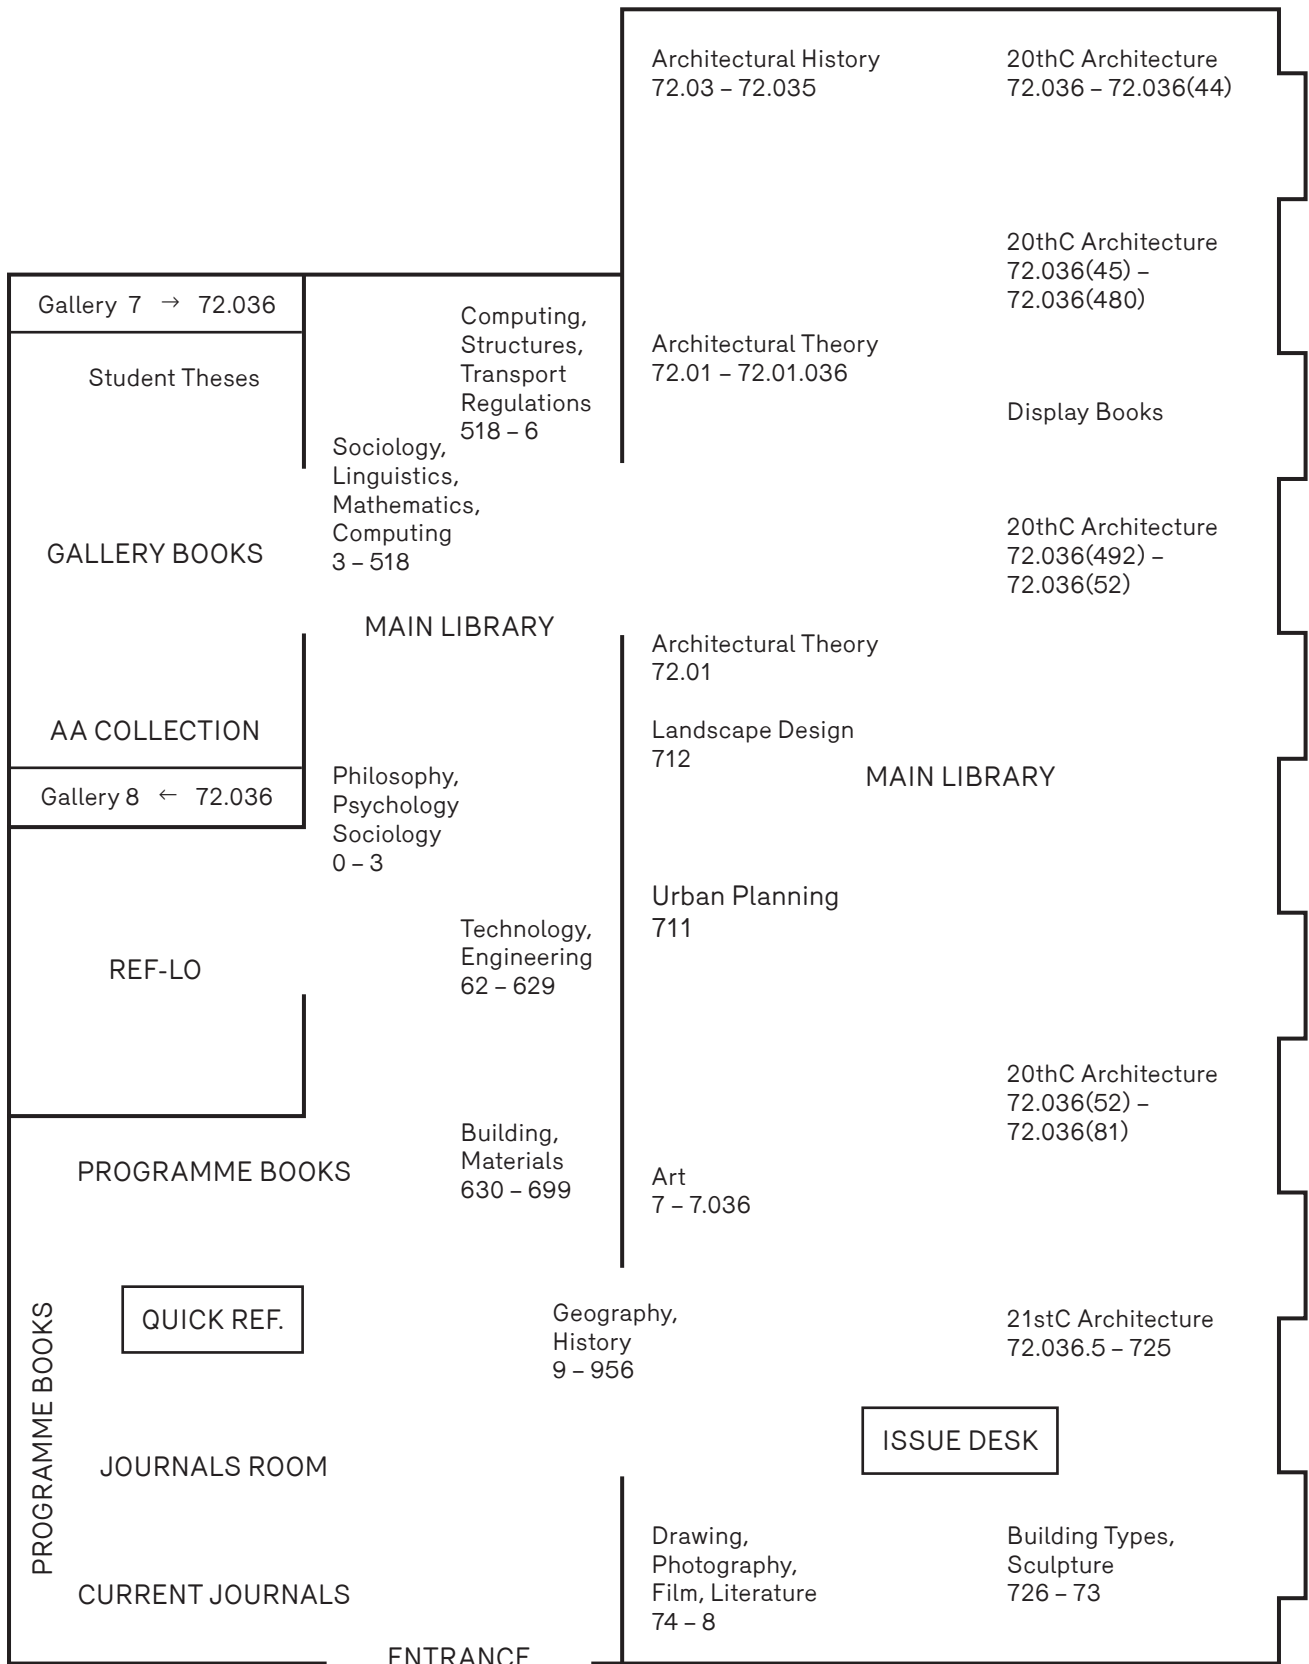 Architectural History
72.03 – 72.035
20thC Architecture
72.036 – 72.036(44)
20thC Architecture
72.036(45) –
72.036(480)
Gallery 7 → 72.036
Student Theses
Computing,
Structures,
Transport
Regulations
518 – 6
Architectural Theory
72.01 – 72.01.036
Display Books
Sociology,
Linguistics,
Mathematics,
Computing
3 – 518
GALLERY BOOKS
20thC Architecture
72.036(492) –
72.036(52)
MAIN LIBRARY
Architectural Theory
72.01
AA COLLECTION
Landscape Design
712
MAIN LIBRARY
Gallery 8 ← 72.036
Philosophy,
Psychology
Sociology
0 – 3
Urban Planning
711
REF-LO
Technology,
Engineering
62 – 629
20thC Architecture
72.036(52) –
72.036(81)
PROGRAMME BOOKS
Building,
Materials
630 – 699
Art
7 – 7.036
PROGRAMME BOOKS
QUICK REF.
Geography,
History
9 – 956
21stC Architecture
72.036.5 – 725
ISSUE DESK
JOURNALS ROOM
Drawing,
Photography,
Film, Literature
74 – 8
Building Types,
Sculpture
726 – 73
CURRENT JOURNALS
ENTRANCE